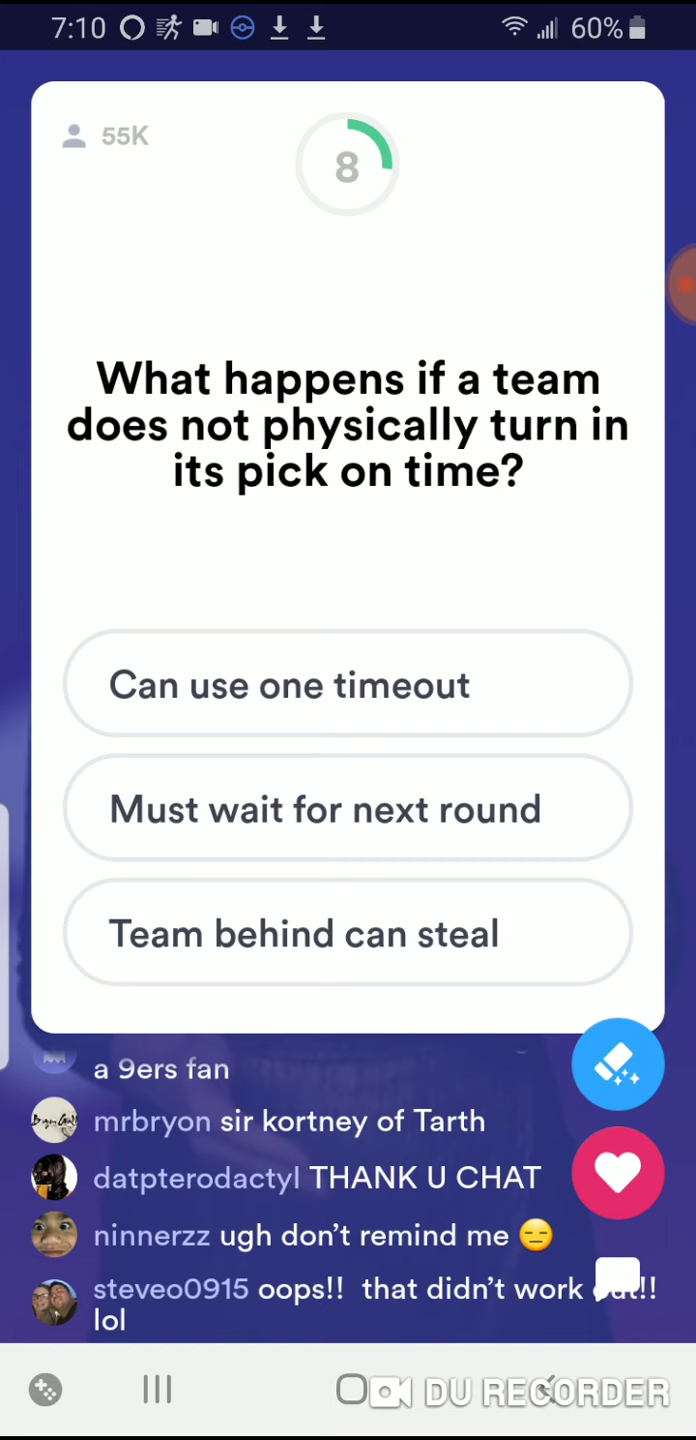 7:10
60%
55K
8
What happens if a team
does not physically turn in
its pick on time?
Can use one timeout
Must wait for next round
Team behind can steal
a 9ers fan
mrbryon sir kortney of Tarth
datpterodactyl THANK U CHAT
ninnerzz ugh don't remind me
steveo0915 oops!! that didn't work out!!
lol
DU RECORDER